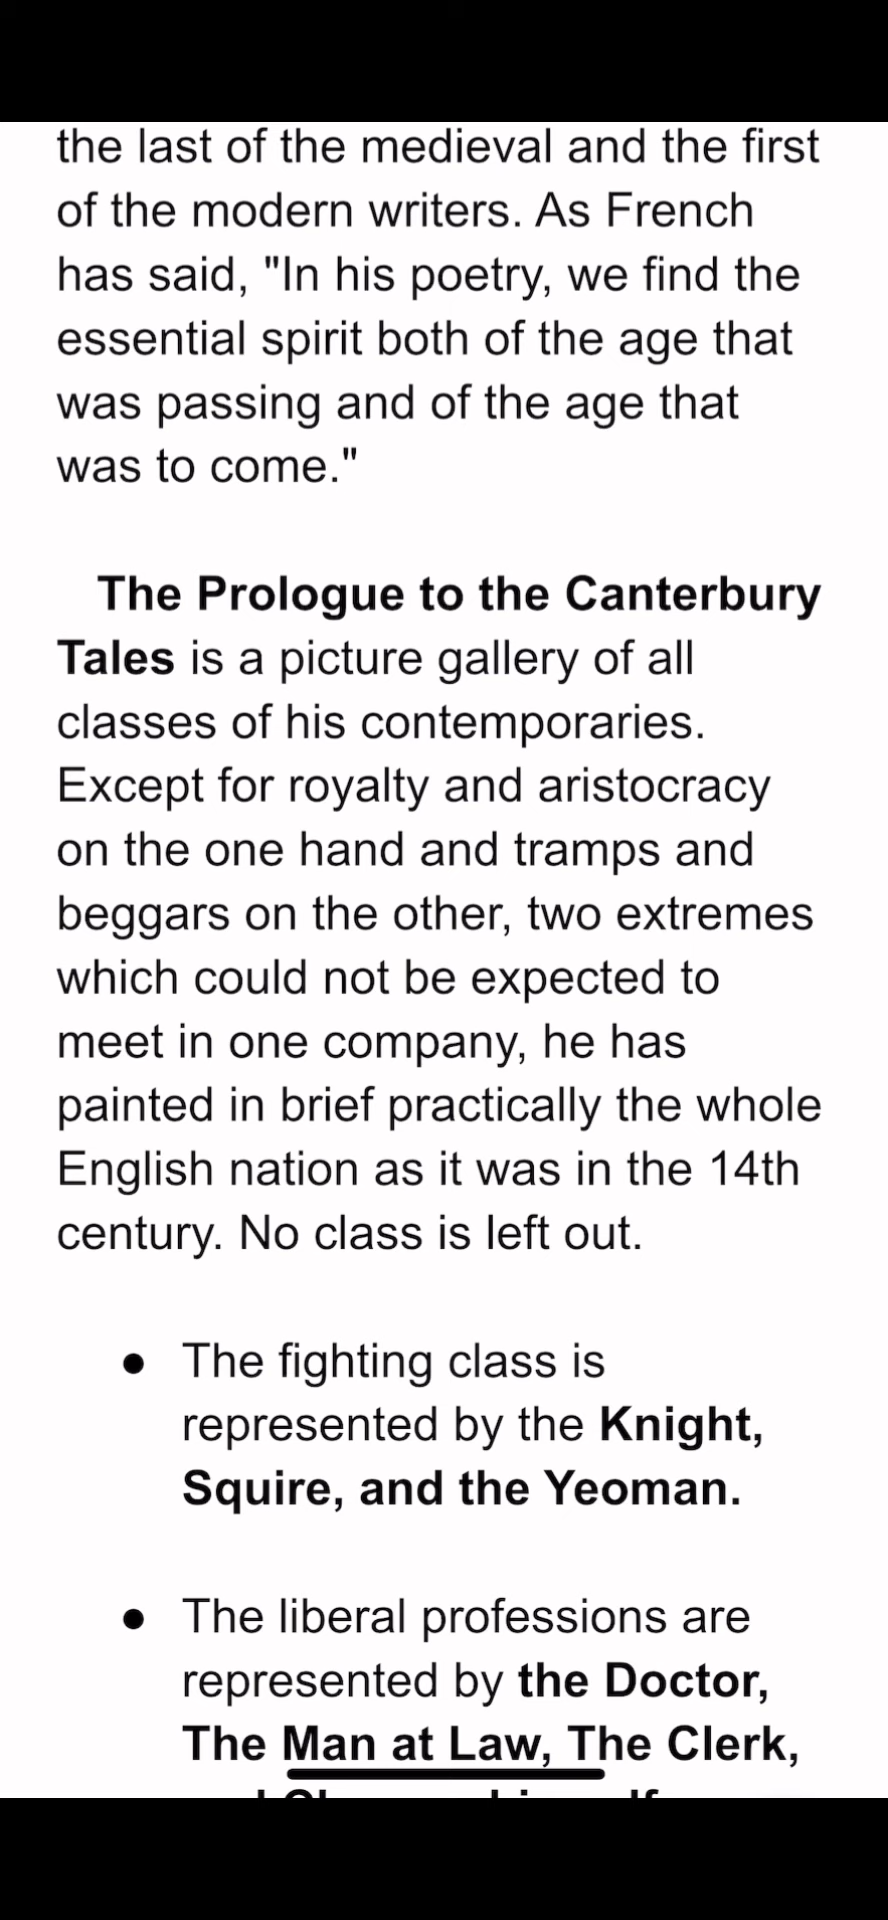 the last of the medieval and the first
of the modern writers. As French
has said, "In his poetry, we find the
essential spirit both of the age that
was passing and of the age that
was to come."
The Prologue to the Canterbury
Tales is a picture gallery of all
classes of his contemporaries.
Except for royalty and aristocracy
on the one hand and tramps and
beggars on the other, two extremes
which could not be expected to
meet in one company, he has
painted in brief practically the whole
English nation as it was in the 14th
century. No class is left out.
● The fighting class is
represented by the Knight,
Squire, and the Yeoman.
● The liberal professions are
represented by the Doctor,
The Man at Law, The Clerk,